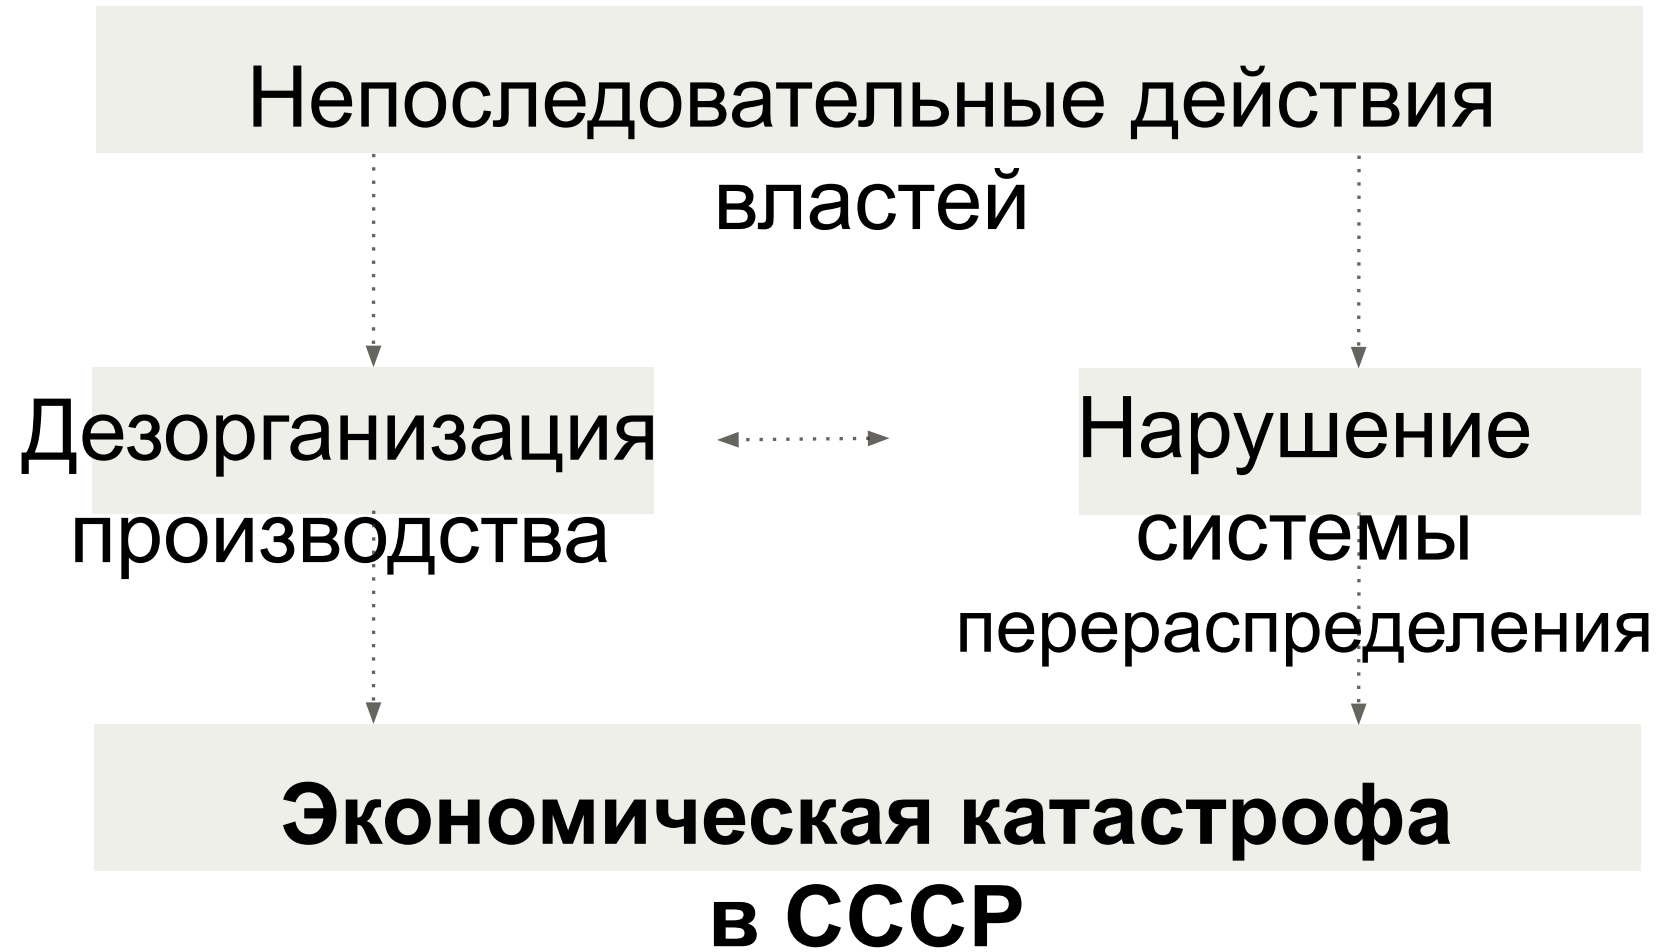 Непоследовательные действия
властей
Дезорганизация
производства
Нарушение
системы
перераспределения
Экономическая катастрофа
в СССР